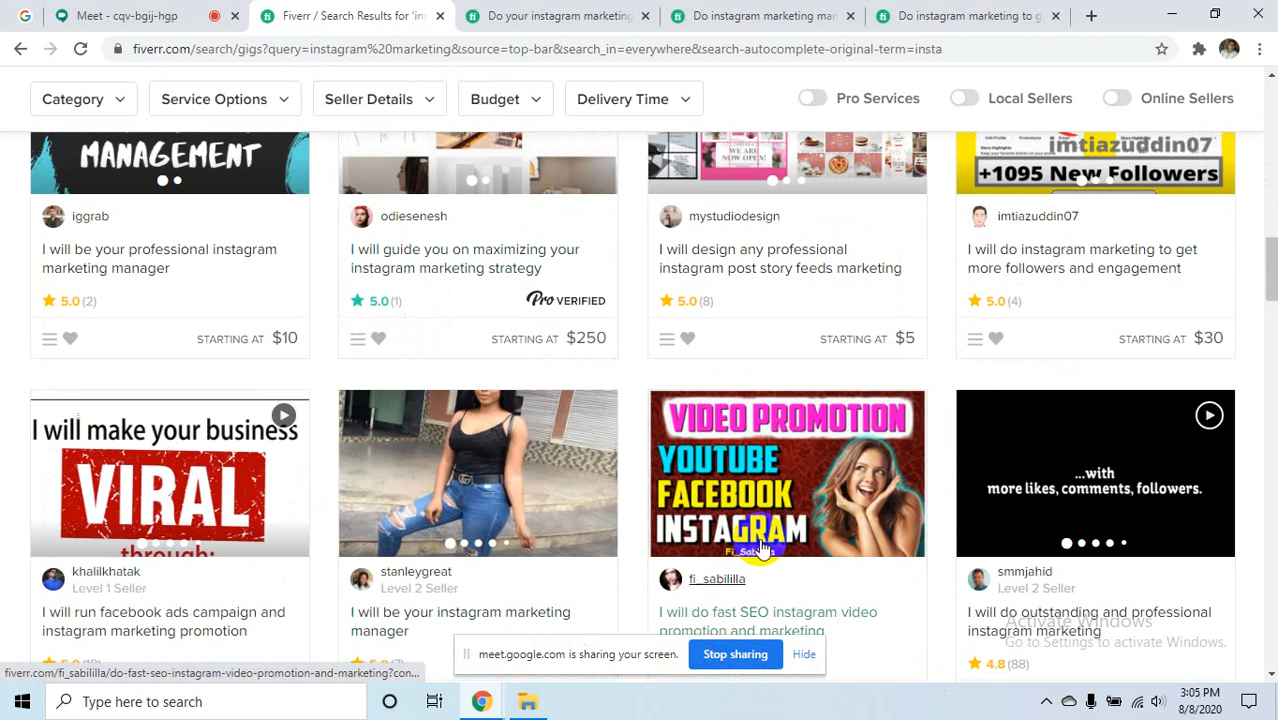 Meet - qvv-bgij-hgp
Fiverr / Search Results for 'ins
Do your instagram marketing m
Do instagram marketing man
Do instagram marketing to g
fiverr.com/search/gigs?query=instagram%20marketing&source=top-bar&search_in=everywhere&search-autocomplete-original-term=insta
Category
Service Options
Seller Details
Budget
Delivery Time
Pro Services
Local Sellers
Online Sellers
MANAGEMENT
WE ARE
NOW OPEN!
imtiazuddin07
+1095 New Followers
iggrab
odiesenesh
mystudiodesign
imtiazuddin07
I will be your professional instagram
marketing manager
I will guide you on maximizing your
instagram marketing strategy
I will design any professional
instagram post story feeds marketing
I will do instagram marketing to get
more followers and engagement
5.0 (2)
5.0 (1)
Pro VERIFIED
5.0 (8)
5.0 (4)
STARTING AT $10
STARTING AT $250
STARTING AT $5
STARTING AT $30
I will make your business
VIRAL
through:
VIDEO PROMOTION
YOUTUBE
FACEBOOK
INSTAGRAM
Fi_Sabililla
...with
more likes, comments, followers.
khalilkhatak
Level 1 Seller
stanleygreat
Level 2 Seller
fi_sabililla
smmjahid
Level 2 Seller
I will run facebook ads campaign and
marketing promotion
I will be your instagram marketing
manager
I will do fast SEO instagram video
promotion and marketing
I will do outstanding and professional
instagram marketing
4.8 (88)
Activate Windows
Go to Settings to activate Windows.
meet.google.com is sharing your screen.
Stop sharing
Hide
fiverr.com/fi_sabililla/do-fast-seo-instagram-video-promotion-and-marketing?con...
Type here to search
3:05 PM
8/8/2020